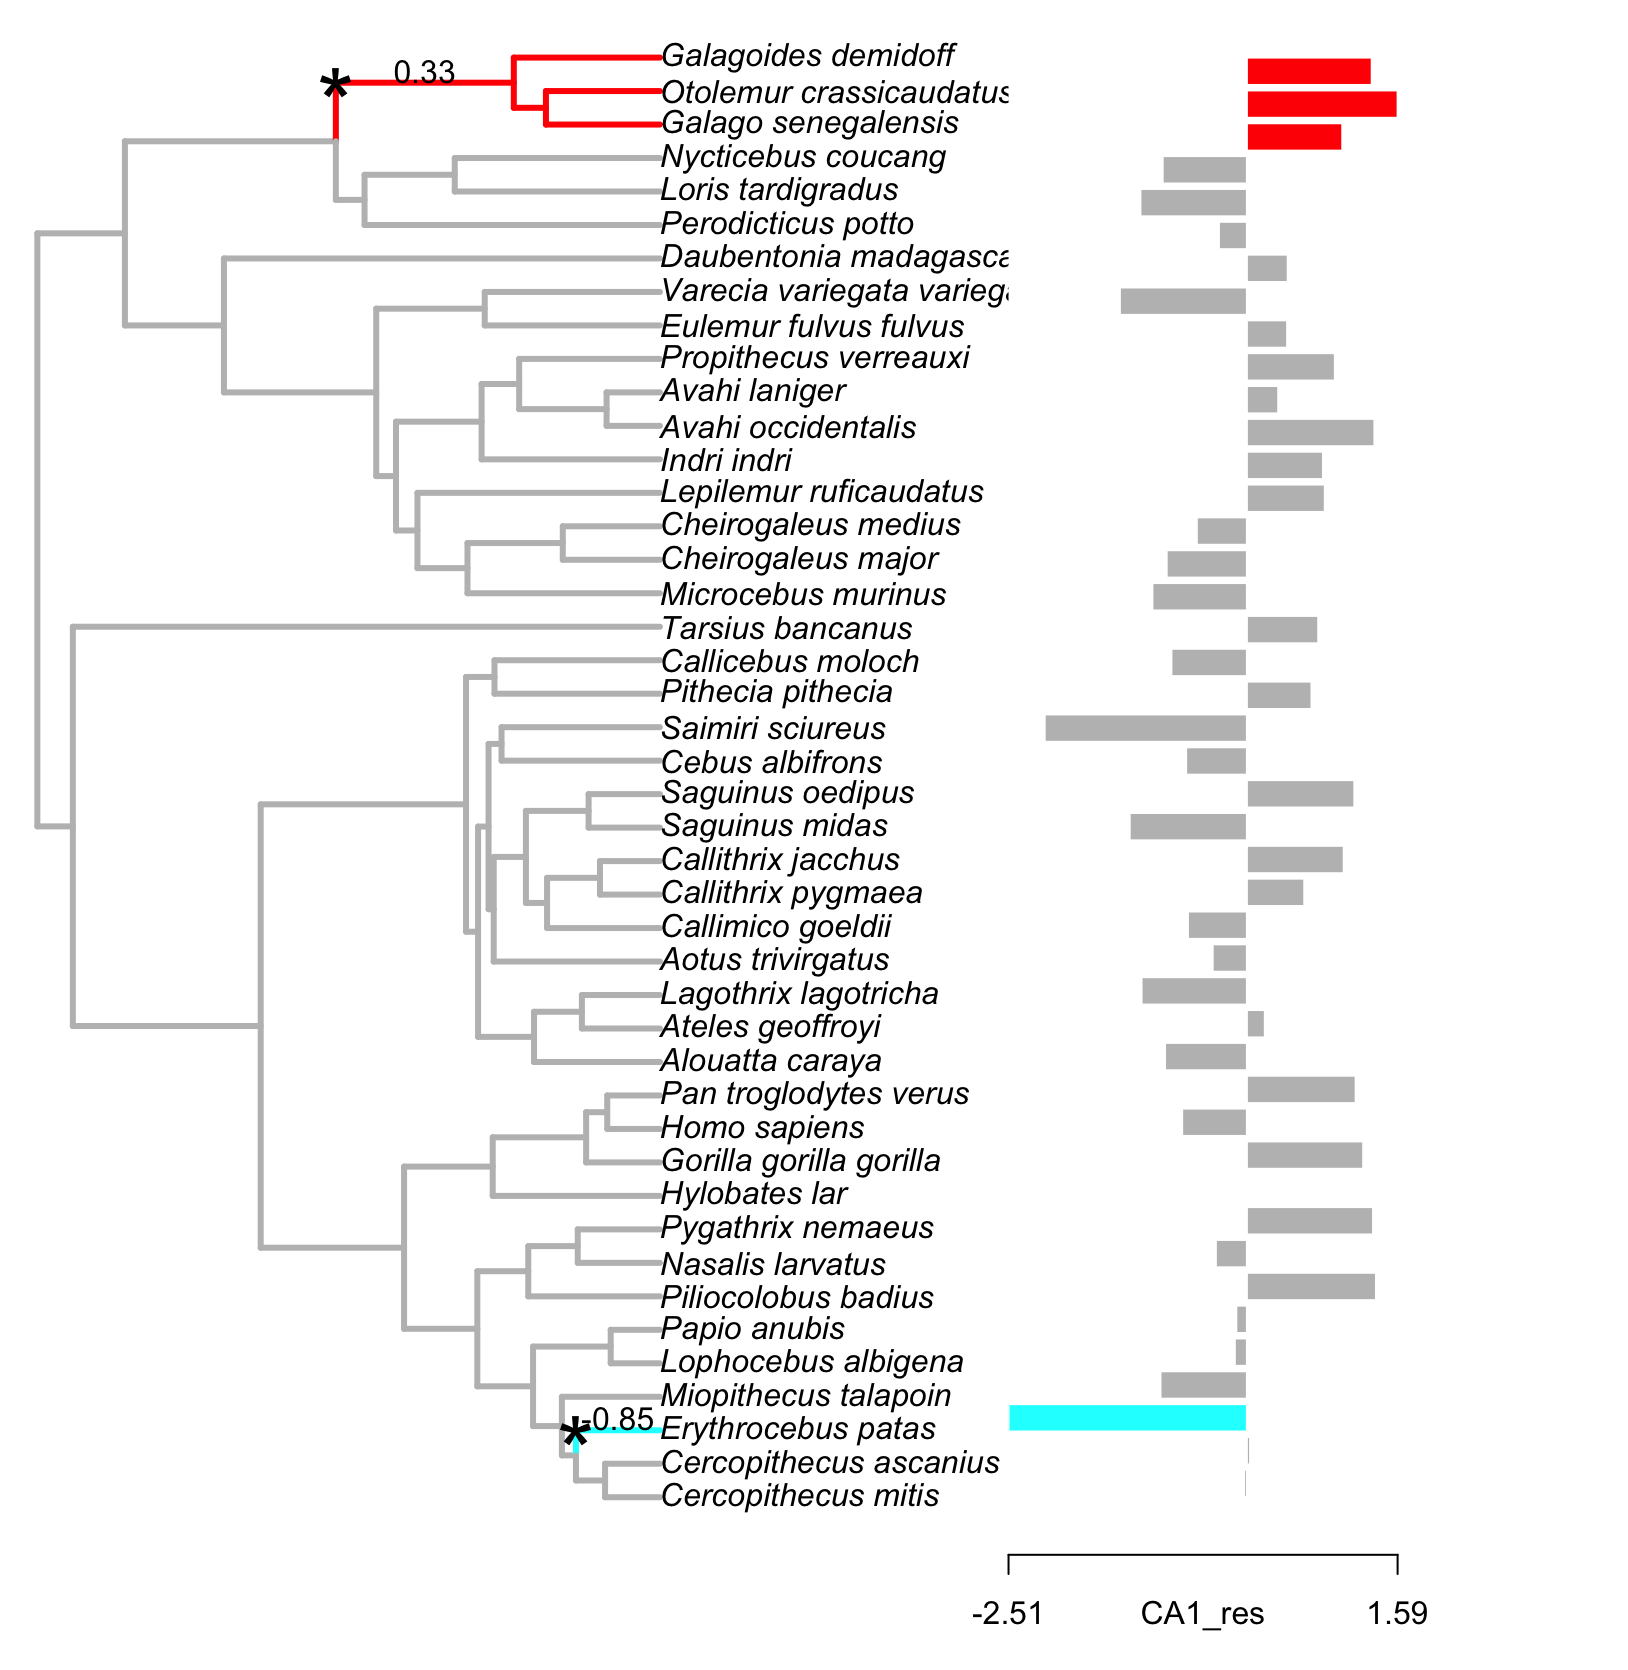 Galagoides demidoff
0.33
Otolemur crassicaudatus
Galago senegalensis
Nycticebus coucang
Loris tardigradus
Perodicticus potto
Daubentonia madagasca
Varecia variegata variega
Eulemur fulvus fulvus
Propithecus verreauxi
Avahi laniger
Avahi occidentalis
Indri indri
Lepilemur ruficaudatus
Cheirogaleus medius
Cheirogaleus major
Microcebus murinus
Tarsius bancanus
Callicebus moloch
Pithecia pithecia
Saimiri sciureus
Cebus albifrons
Saguinus oedipus
Saguinus midas
Callithrix jacchus
Callithrix pygmaea
Callimico goeldii
Aotus trivirgatus
Lagothrix lagotricha
Ateles geoffroyi
Alouatta caraya
Pan troglodytes verus
Homo sapiens
Gorilla gorilla gorilla
Hylobates lar
Pygathrix nemaeus
Nasalis larvatus
Piliocolobus badius
Papio anubis
Lophocebus albigena
Miopithecus talapoin
-0.85
Erythrocebus patas
Cercopithecus ascanius
Cercopithecus mitis
-2.51 CA1_res 1.59